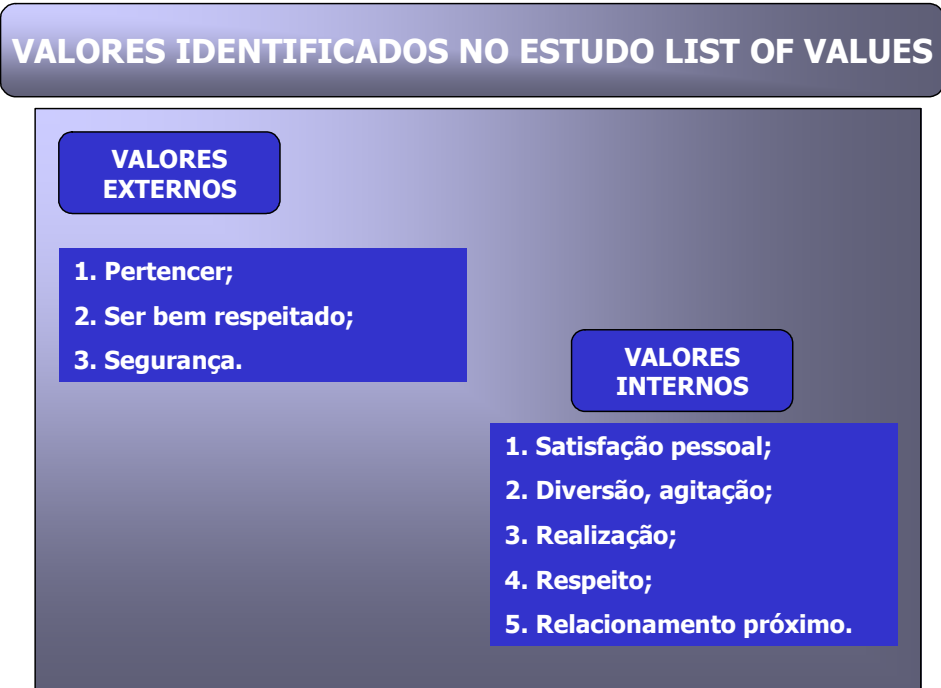 VALORES IDENTIFICADOS NO ESTUDO LIST OF VALUES
VALORES
EXTERNOS
1. Pertencer;
2. Ser bem respeitado;
3. Segurança.
VALORES
INTERNOS
1. Satisfação pessoal;
2. Diversão, agitação;
3. Realização;
4. Respeito;
5. Relacionamento próximo.